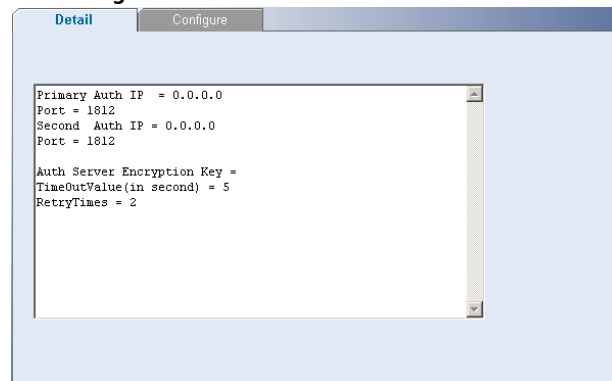 Detail Configure
Primary Auth IP = 0.0.0.0
Port = 1812
Second Auth IP = 0.0.0.0
Port = 1812
Auth Server Encryption Key =
TimeOutValue(in second) = 5
RetryTimes = 2